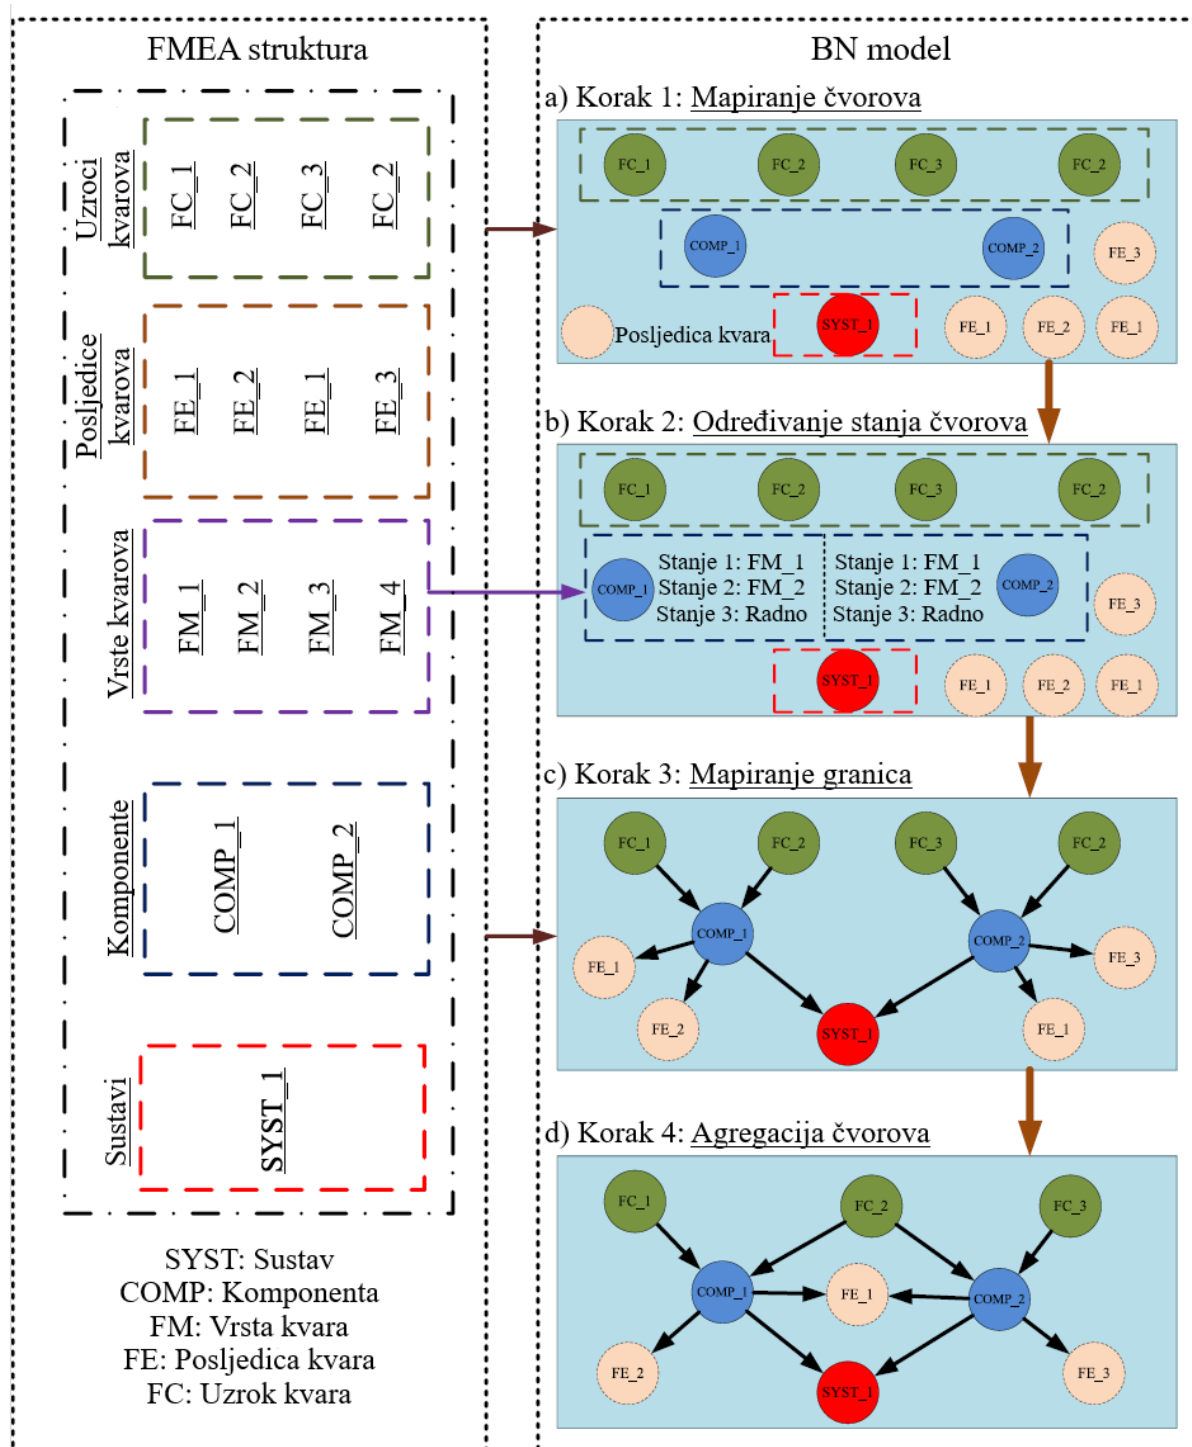 FMEA struktura
Uzroci
kvarova
FC_1
FC_2
FC_3
FC_2
Posljedice
kvarova
FE_1
FE_2
FE_1
FE_3
Vrste kvarova
FM_1
FM_2
FM_3
FM_4
Komponente
COMP_1
COMP_2
Sustavi
SYST_1
SYST: Sustav
COMP: Komponenta
FM: Vrsta kvara
FE: Posljedica kvara
FC: Uzrok kvara
BN model
a) Korak 1: Mapiranje čvorova
FC_1
FC_2
FC_3
FC_2
COMP_1
COMP_2
FE_3
Posljedica kvara
SYST_1
FE_1
FE_2
FE_1
b) Korak 2: Određivanje stanja čvorova
FC_1
FC_2
FC_3
FC_2
COMP_1
Stanje 1: FM_1
Stanje 2: FM_2
Stanje 3: Radno
Stanje 1: FM_1
Stanje 2: FM_2
Stanje 3: Radno
COMP_2
FE_3
SYST_1
FE_1
FE_2
FE_1
c) Korak 3: Mapiranje granica
FC_1
FC_2
FC_3
FC_2
COMP_1
COMP_2
FE_1
FE_3
FE_2
SYST_1
FE_1
d) Korak 4: Agregacija čvorova
FC_1
FC_2
FC_3
COMP_1
FE_1
COMP_2
FE_2
SYST_1
FE_3